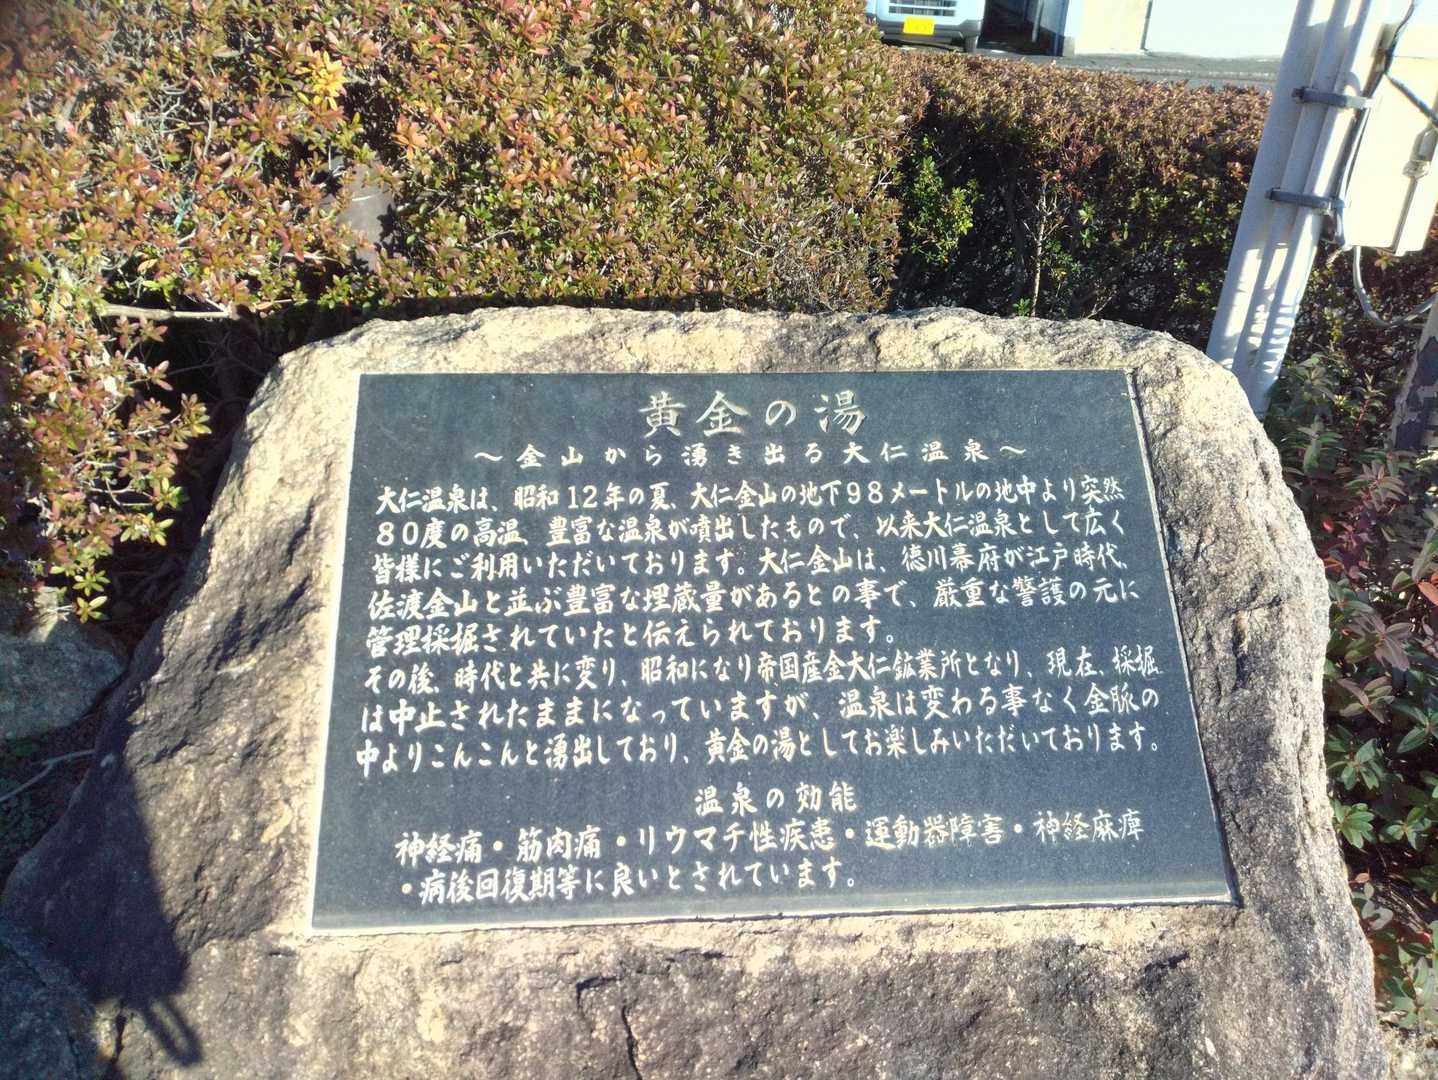 黄金の湯
～金山から湧き出る大仁温泉～
大仁温泉は、昭和12年の夏、大仁金山の地下98メートルの地中より突然
80度の高温、豊富な温泉が噴出したもので、以来大仁温泉として広く
皆様にご利用いただいております。大仁金山は、徳川幕府が江戸時代、
佐渡金山と並ぶ豊富な埋蔵量があるとの事で、厳重な警護の元に
管理採掘されていたと伝えられております。
その後、時代と共に変り、昭和になり帝国産金大仁鉱業所となり、現在、採掘
は中止されたままになっていますが、温泉は変わる事なく金脈の
中よりこんこんと湧出しており、黄金の湯としてお楽しみいただいております。
温泉の効能
神経痛・筋肉痛・リウマチ性疾患・運動器障害・神経麻痺
・病後回復期等に良いとされています。